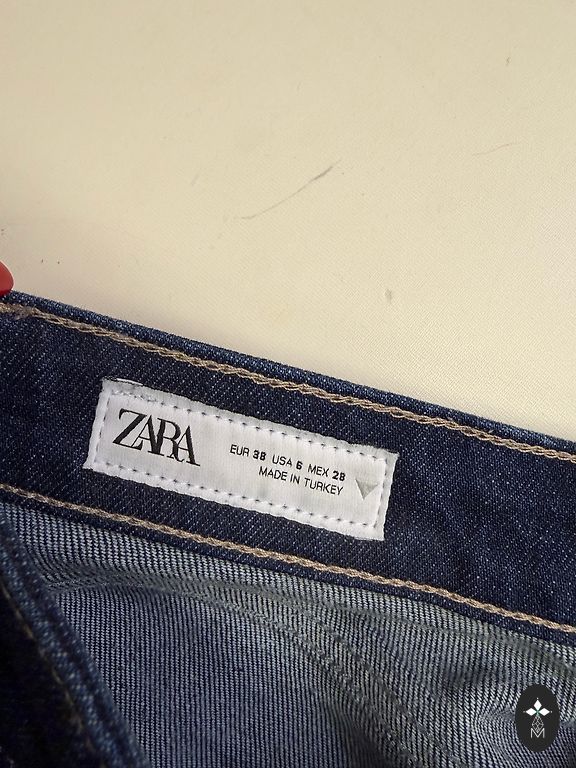 ZARA
EUR 38 USA 6 MEX 28
MADE IN TURKEY
M